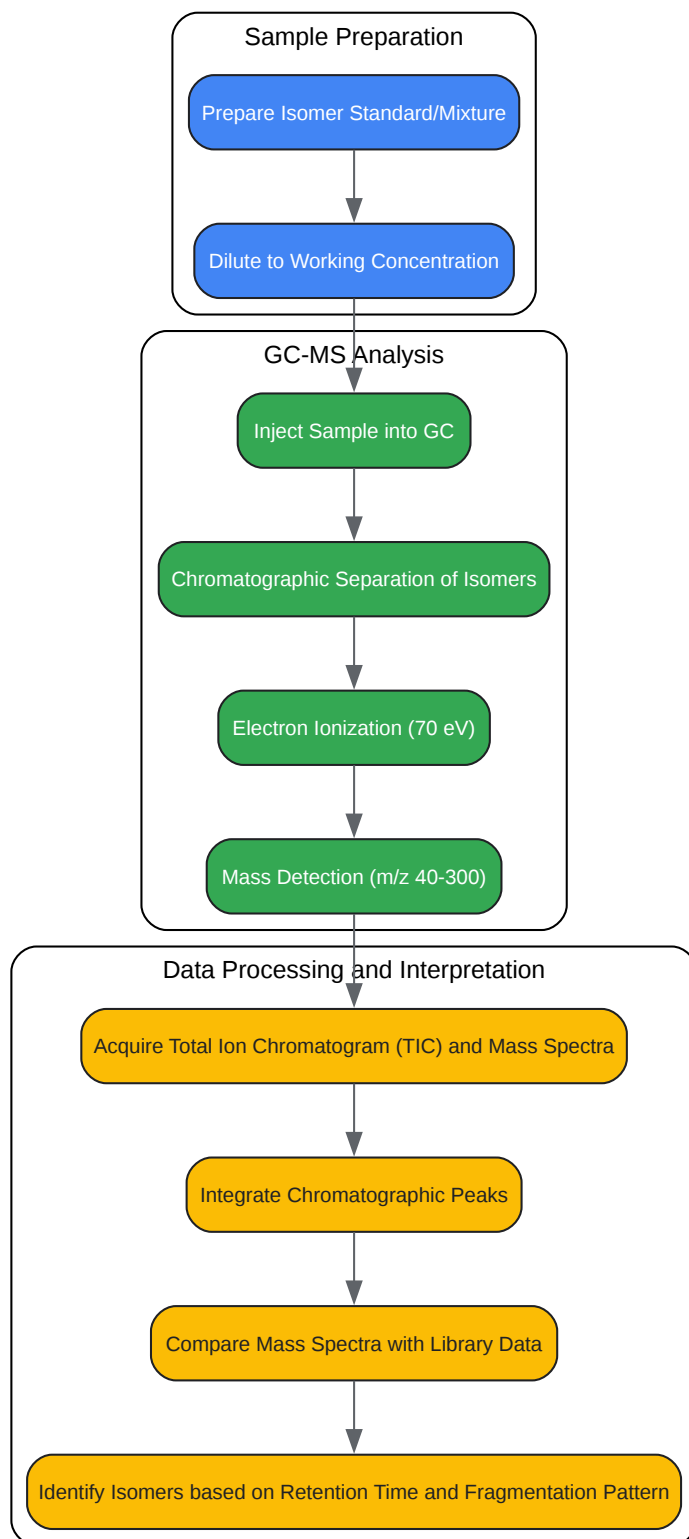 Sample Preparation
Prepare Isomer Standard/Mixture
Dilute to Working Concentration
GC-MS Analysis
Inject Sample into GC
Chromatographic Separation of Isomers
Electron Ionization (70 eV)
Mass Detection (m/z 40-300)
Data Processing and Interpretation
Acquire Total Ion Chromatogram (TIC) and Mass Spectra
Integrate Chromatographic Peaks
Compare Mass Spectra with Library Data
Identify Isomers based on Retention Time and Fragmentation Pattern